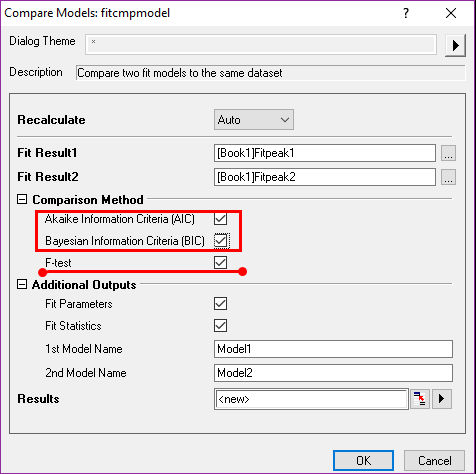 Compare Models: fitcmpmodel ?
Dialog Theme *
Description Compare two fit models to the same dataset
Recalculate Auto
Fit Result1 [Book1]Fitpeak1 ...
Fit Result2 [Book1]Fitpeak2 ...
Comparison Method
Akaike Information Criteria (AIC)
Bayesian Information Criteria (BIC)
F-test
Additional Outputs
Fit Parameters
Fit Statistics
1st Model Name Model1
2nd Model Name Model2
Results <new>
OK Cancel